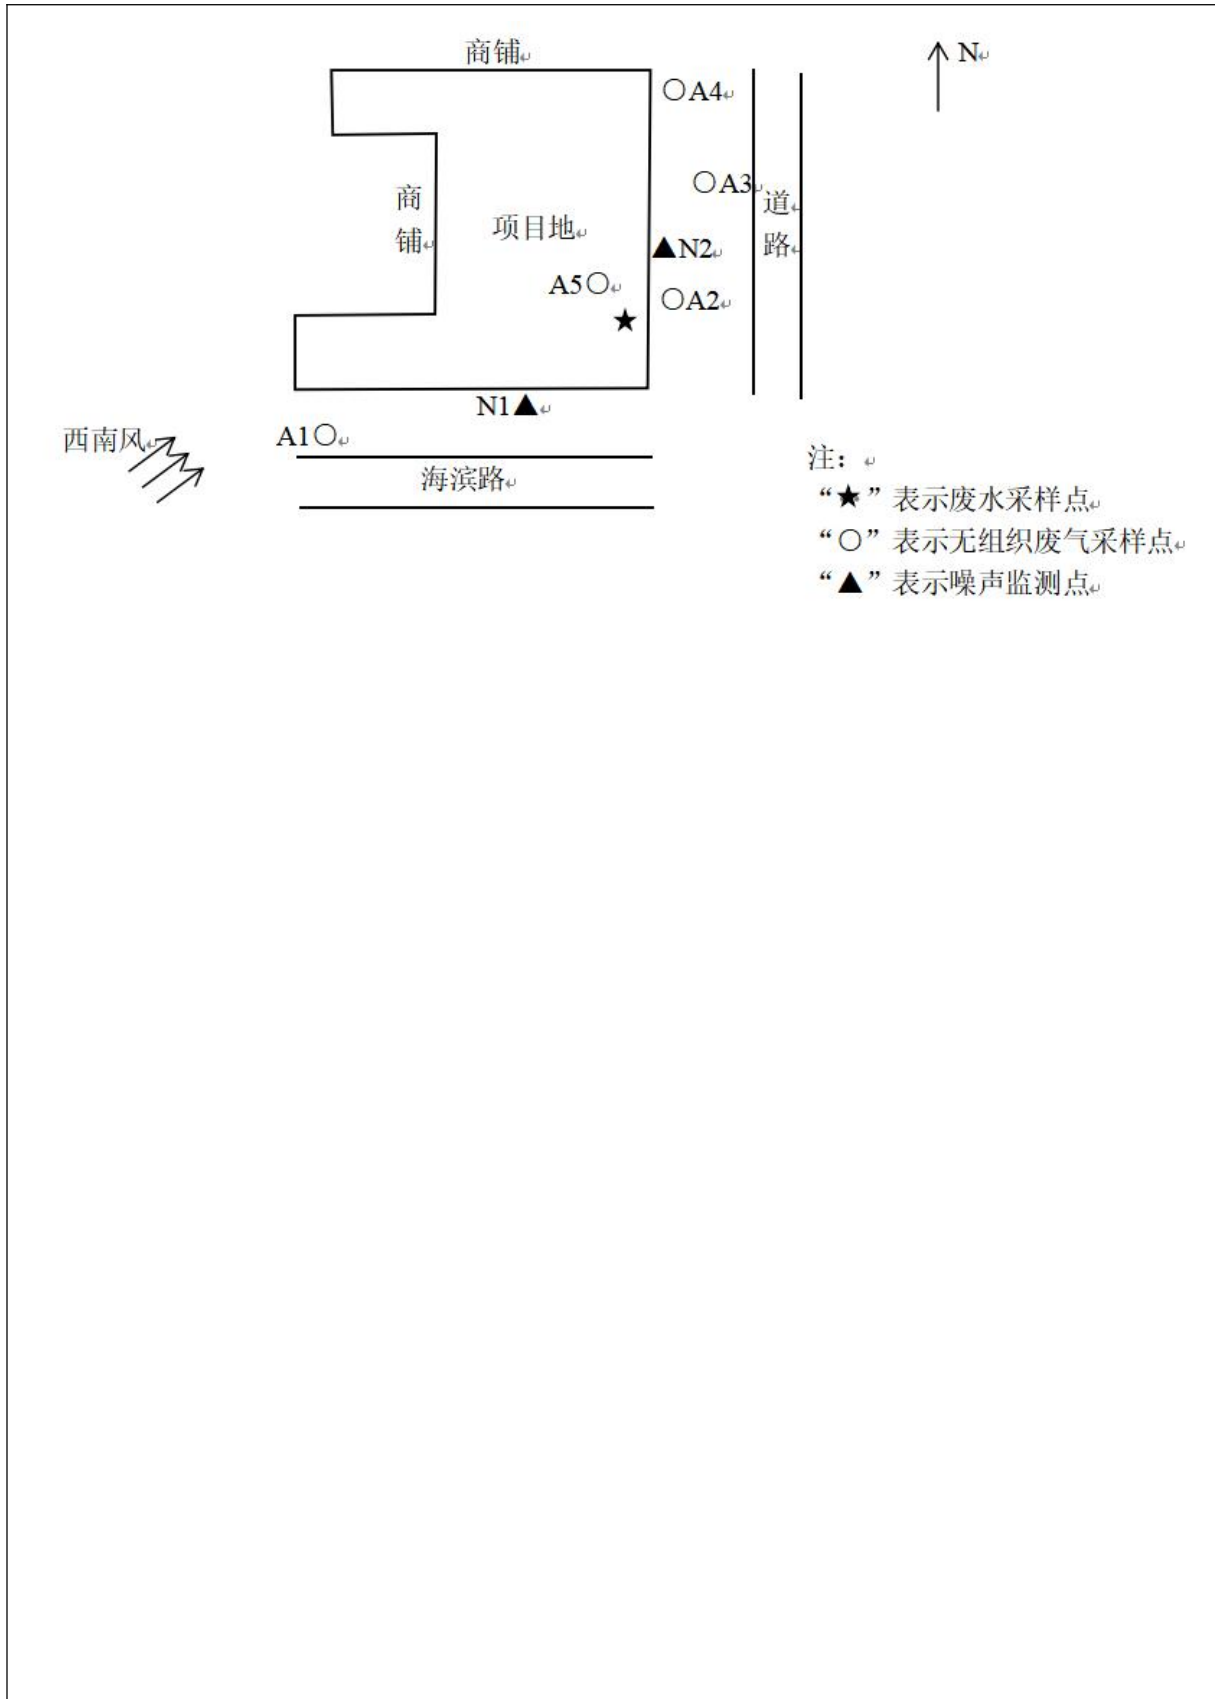 商铺
N
A4
A3
商铺
道路
项目地
N2
A5
A2
★
N1▲
A1○
西南风
海滨路
注：
“★”表示废水采样点
“○”表示无组织废气采样点
“▲”表示噪声监测点